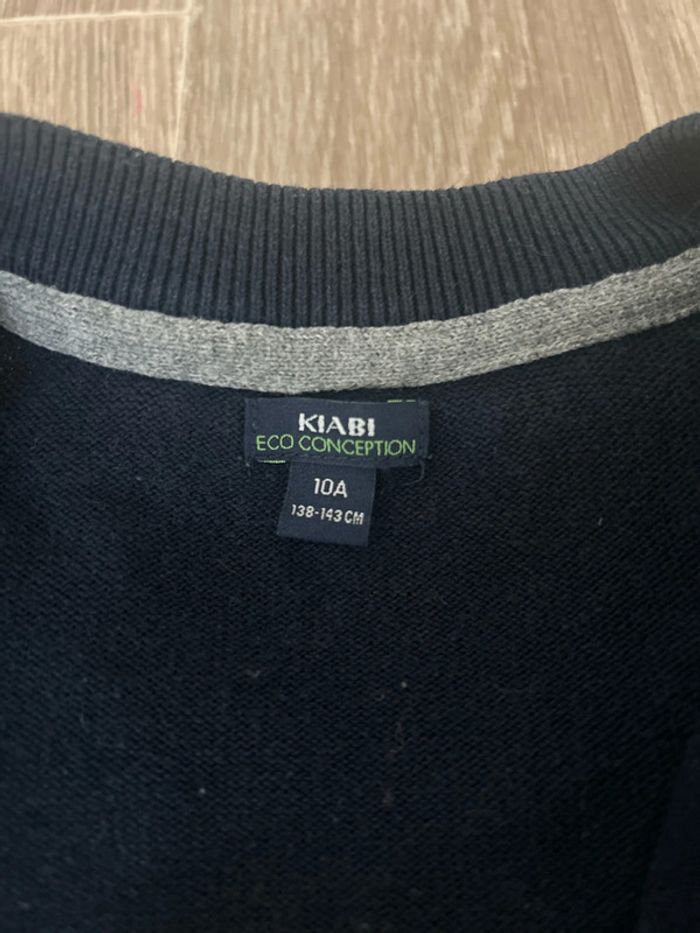 KIABI
ECO CONCEPTION
10A
138-143 CM